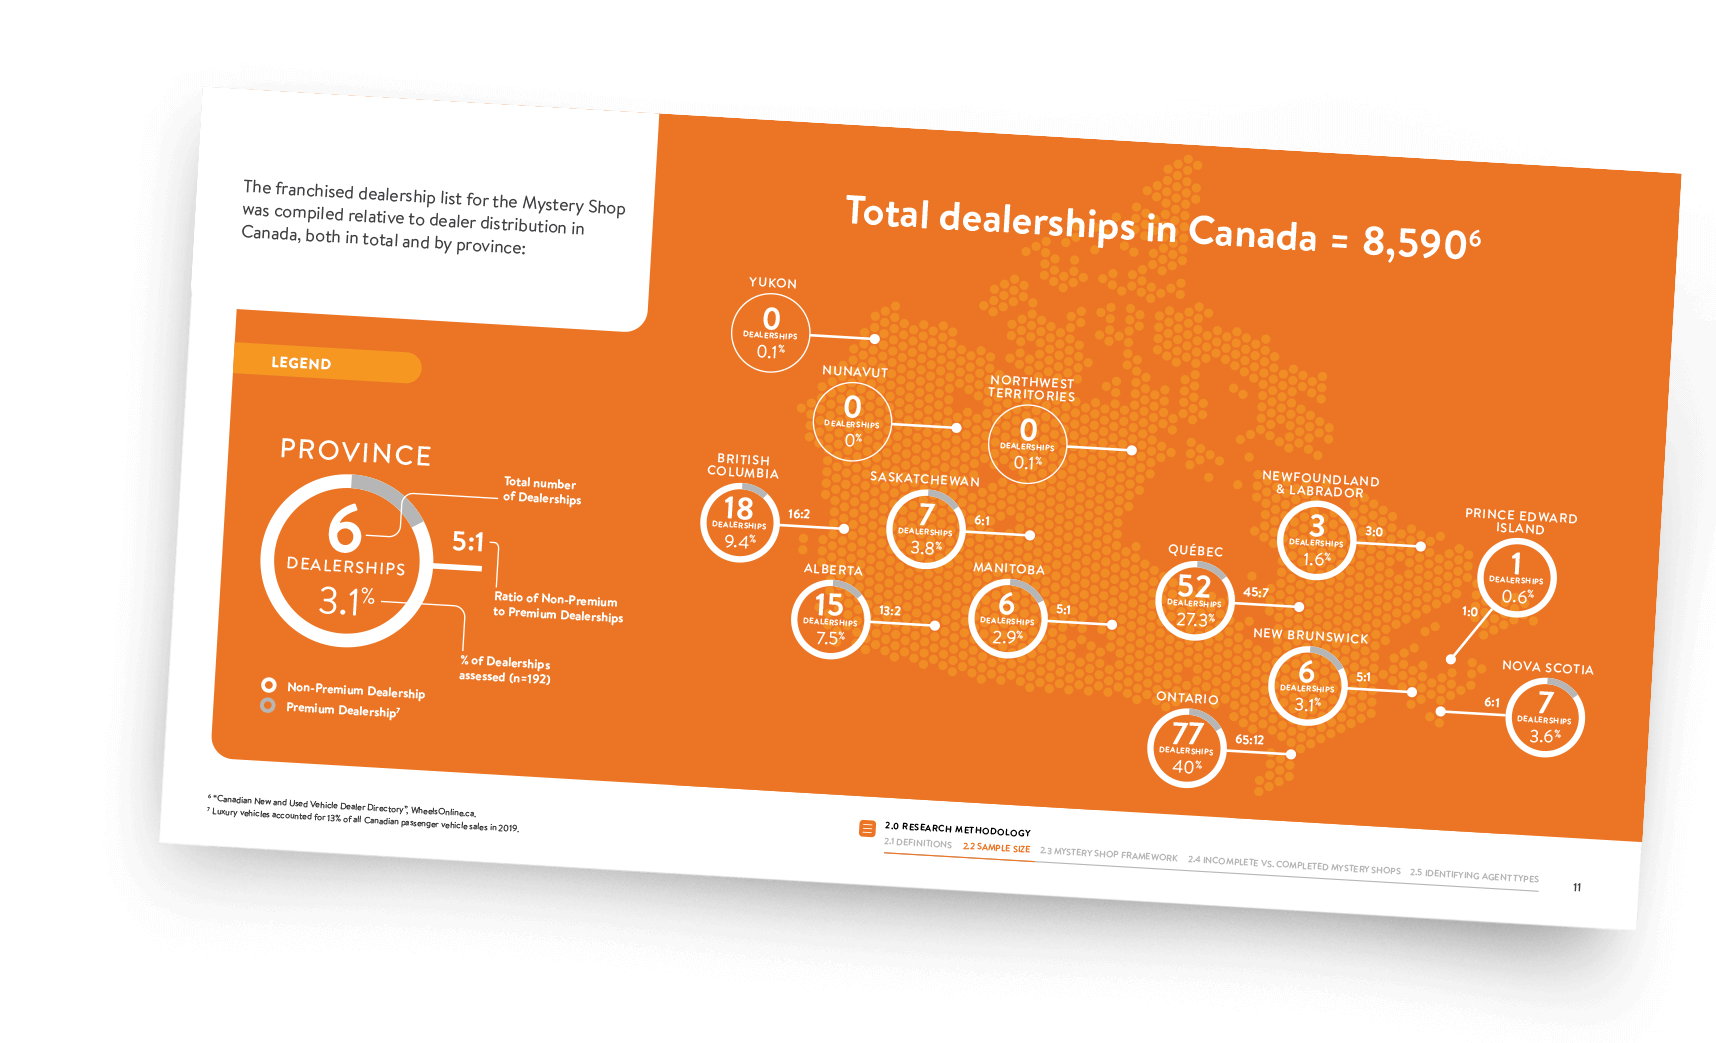 The franchised dealership list for the Mystery Shop
was compiled relative to dealer distribution in
Canada, both in total and by province:
LEGEND
PROVINCE
6
DEALERSHIPS
3.1%
5:1
Total number
of Dealerships
Ratio of Non-Premium
to Premium Dealerships
% of Dealerships
assessed (n=192)
Non-Premium Dealership
Premium Dealership⁷
Total dealerships in Canada = 8,590⁶
YUKON
0
DEALERSHIPS
0.1%
NUNAVUT
0
DEALERSHIPS
0%
NORTHWEST
TERRITORIES
0
DEALERSHIPS
0.1%
BRITISH
COLUMBIA
18
DEALERSHIPS
9.4%
16:2
SASKATCHEWAN
7
DEALERSHIPS
3.8%
6:1
ALBERTA
15
DEALERSHIPS
7.5%
13:2
MANITOBA
6
DEALERSHIPS
2.9%
5:1
NEWFOUNDLAND
& LABRADOR
3
DEALERSHIPS
1.6%
3:0
PRINCE EDWARD
ISLAND
1
DEALERSHIPS
0.6%
1:0
QUÉBEC
52
DEALERSHIPS
27.3%
45:7
NEW BRUNSWICK
6
DEALERSHIPS
3.1%
5:1
NOVA SCOTIA
7
DEALERSHIPS
3.6%
6:1
ONTARIO
77
DEALERSHIPS
40%
65:12
⁶ "Canadian New and Used Vehicle Dealer Directory", WheelsOnline.ca.
⁷ Luxury vehicles accounted for 13% of all Canadian passenger vehicle sales in 2019.
2.0 RESEARCH METHODOLOGY
2.1 DEFINITIONS 2.2 SAMPLE SIZE 2.3 MYSTERY SHOP FRAMEWORK 2.4 INCOMPLETE VS. COMPLETED MYSTERY SHOPS 2.5 IDENTIFYING AGENT TYPES
11